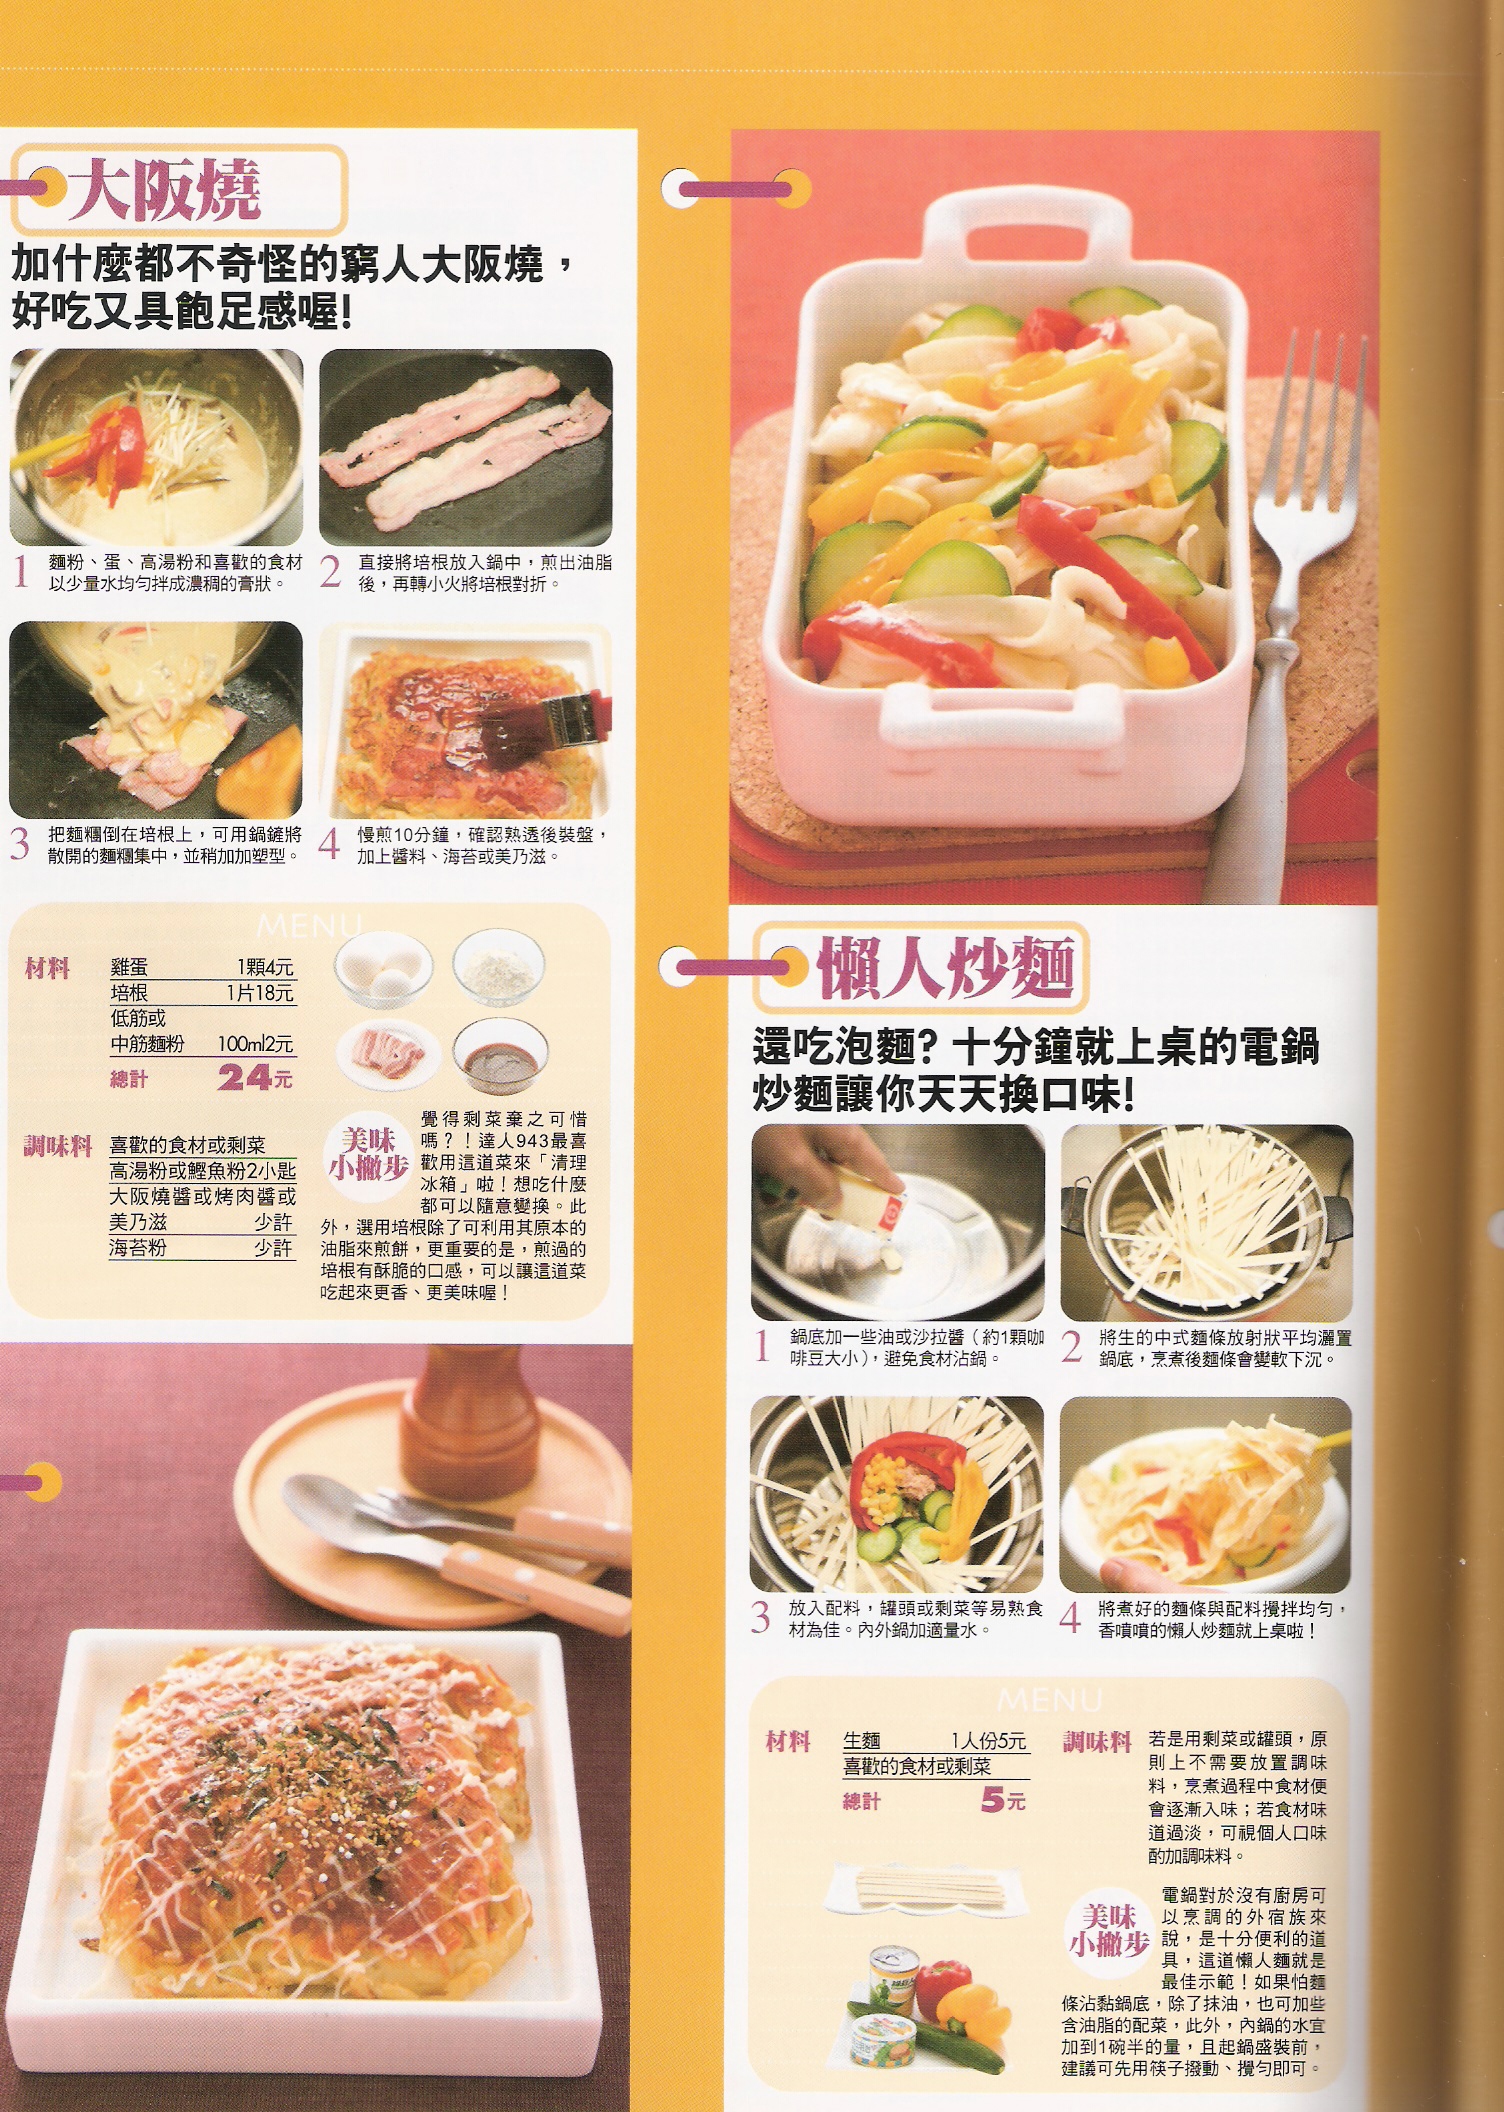 大阪燒
加什麼都不奇怪的窮人大阪燒，
好吃又具飽足感喔!
1 麵粉、蛋、高湯粉和喜歡的食材
以少量水均勻拌成濃稠的膏狀。
2 直接將培根放入鍋中，煎出油脂
後，再轉小火將培根對折。
3 把麵糰倒在培根上，可用鍋鏟將
散開的麵糰集中，並稍加加塑型。
4 慢煎10分鐘，確認熟透後裝盤，
加上醬料、海苔或美乃滋。
MENU
材料
雞蛋 1顆4元
培根 1片18元
低筋或
中筋麵粉 100ml2元
總計 24元
調味料
喜歡的食材或剩菜
高湯粉或鰹魚粉2小匙
大阪燒醬或烤肉醬或
美乃滋 少許
海苔粉 少許
美味
小撇步
覺得剩菜棄之可惜
嗎？！達人943最喜
歡用這道菜來「清理
冰箱」啦！想吃什麼
都可以隨意變換。此
外，選用培根除了可利用其原本的
油脂來煎餅，更重要的是，煎過的
培根有酥脆的口感，可以讓這道菜
吃起來更香、更美味喔！
懶人炒麵
還吃泡麵? 十分鐘就上桌的電鍋
炒麵讓你天天換口味!
1 鍋底加一些油或沙拉醬（約1顆咖
啡豆大小），避免食材沾鍋。
2 將生的中式麵條放射狀平均灑置
鍋底，烹煮後麵條會變軟下沉。
3 放入配料，罐頭或剩菜等易熟食
材為佳。內外鍋加適量水。
4 將煮好的麵條與配料攪拌均勻，
香噴噴的懶人炒麵就上桌啦！
MENU
材料
生麵 1人份5元
喜歡的食材或剩菜
總計 5元
調味料
若是用剩菜或罐頭，原
則上不需要放置調味
料，烹煮過程中食材便
會逐漸入味；若食材味
道過淡，可視個人口味
酌加調味料。
美味
小撇步
電鍋對於沒有廚房可
以烹調的外宿族來
說，是十分便利的道
具，這道懶人麵就是
最佳示範！如果怕麵
條沾黏鍋底，除了抹油，也可加些
含油脂的配菜，此外，內鍋的水宜
加到1碗半的量，且起鍋盛裝前，
建議可先用筷子撥動、攪勻即可。